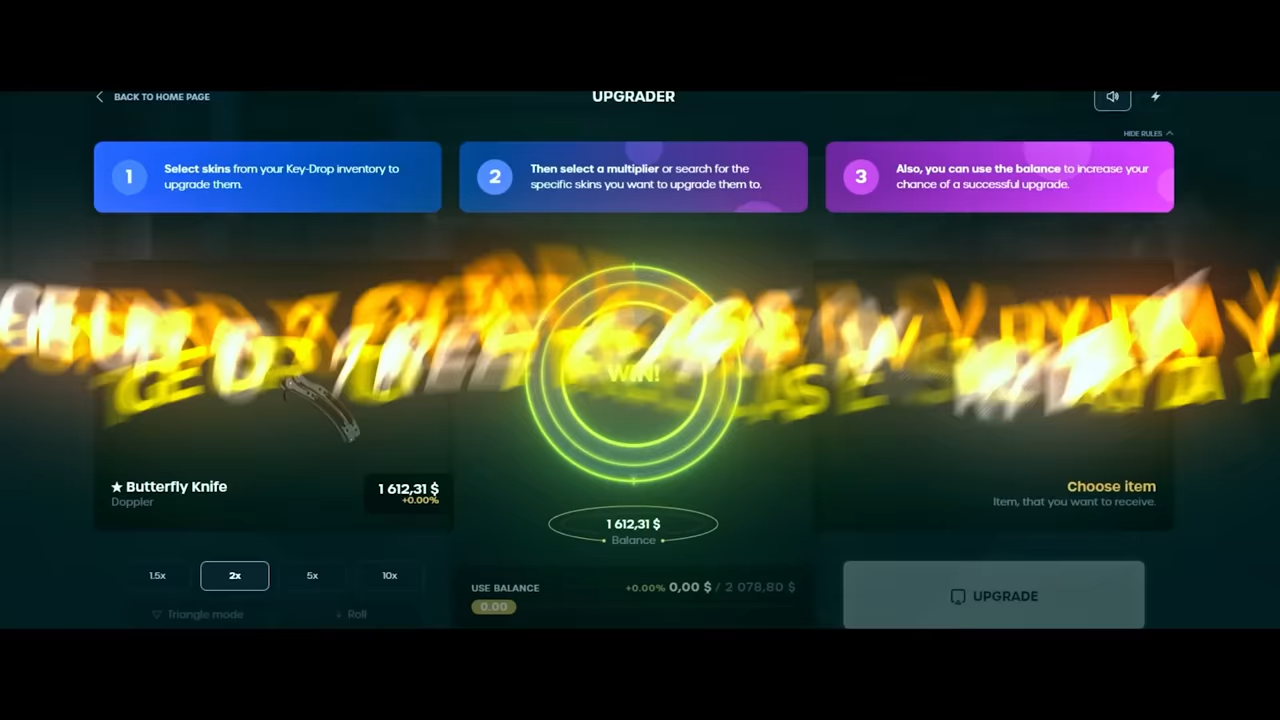 BACK TO HOME PAGE
UPGRADER
HIDE RULES
1
Select skins from your Key-Drop inventory to
upgrade them.
2
Then select a multiplier or search for the
specific skins you want to upgrade them to.
3
Also, you can use the balance to increase your
chance of a successful upgrade.
WIN!
★ Butterfly Knife
Doppler
1 612,31 $
+0.00%
Choose item
Item, that you want to receive.
1 612,31 $
Balance
1.5x
2x
5x
10x
USE BALANCE
+0.00% 0,00 $ / 2 078,80 $
0.00
UPGRADE
Triangle mode
Roll